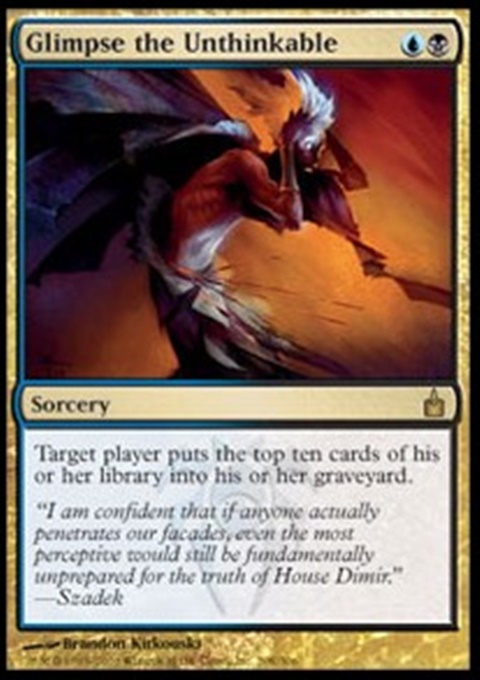 Glimpse the Unthinkable
Sorcery
Target player puts the top ten cards of his
or her library into his or her graveyard.
"I am confident that if anyone actually
penetrates our facades, even the most
perceptive would still be fundamentally
unprepared for the truth of House Dimir."
—Szadek
Brandon Kitkouski